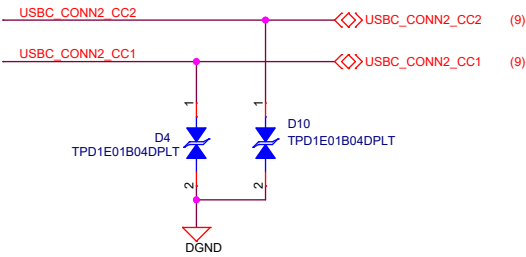 USBC_CONN2_CC2
USBC_CONN2_CC2 (9)
USBC_CONN2_CC1
USBC_CONN2_CC1 (9)
1
1
D4
TPD1E01B04DPLT
D10
TPD1E01B04DPLT
2
2
DGND